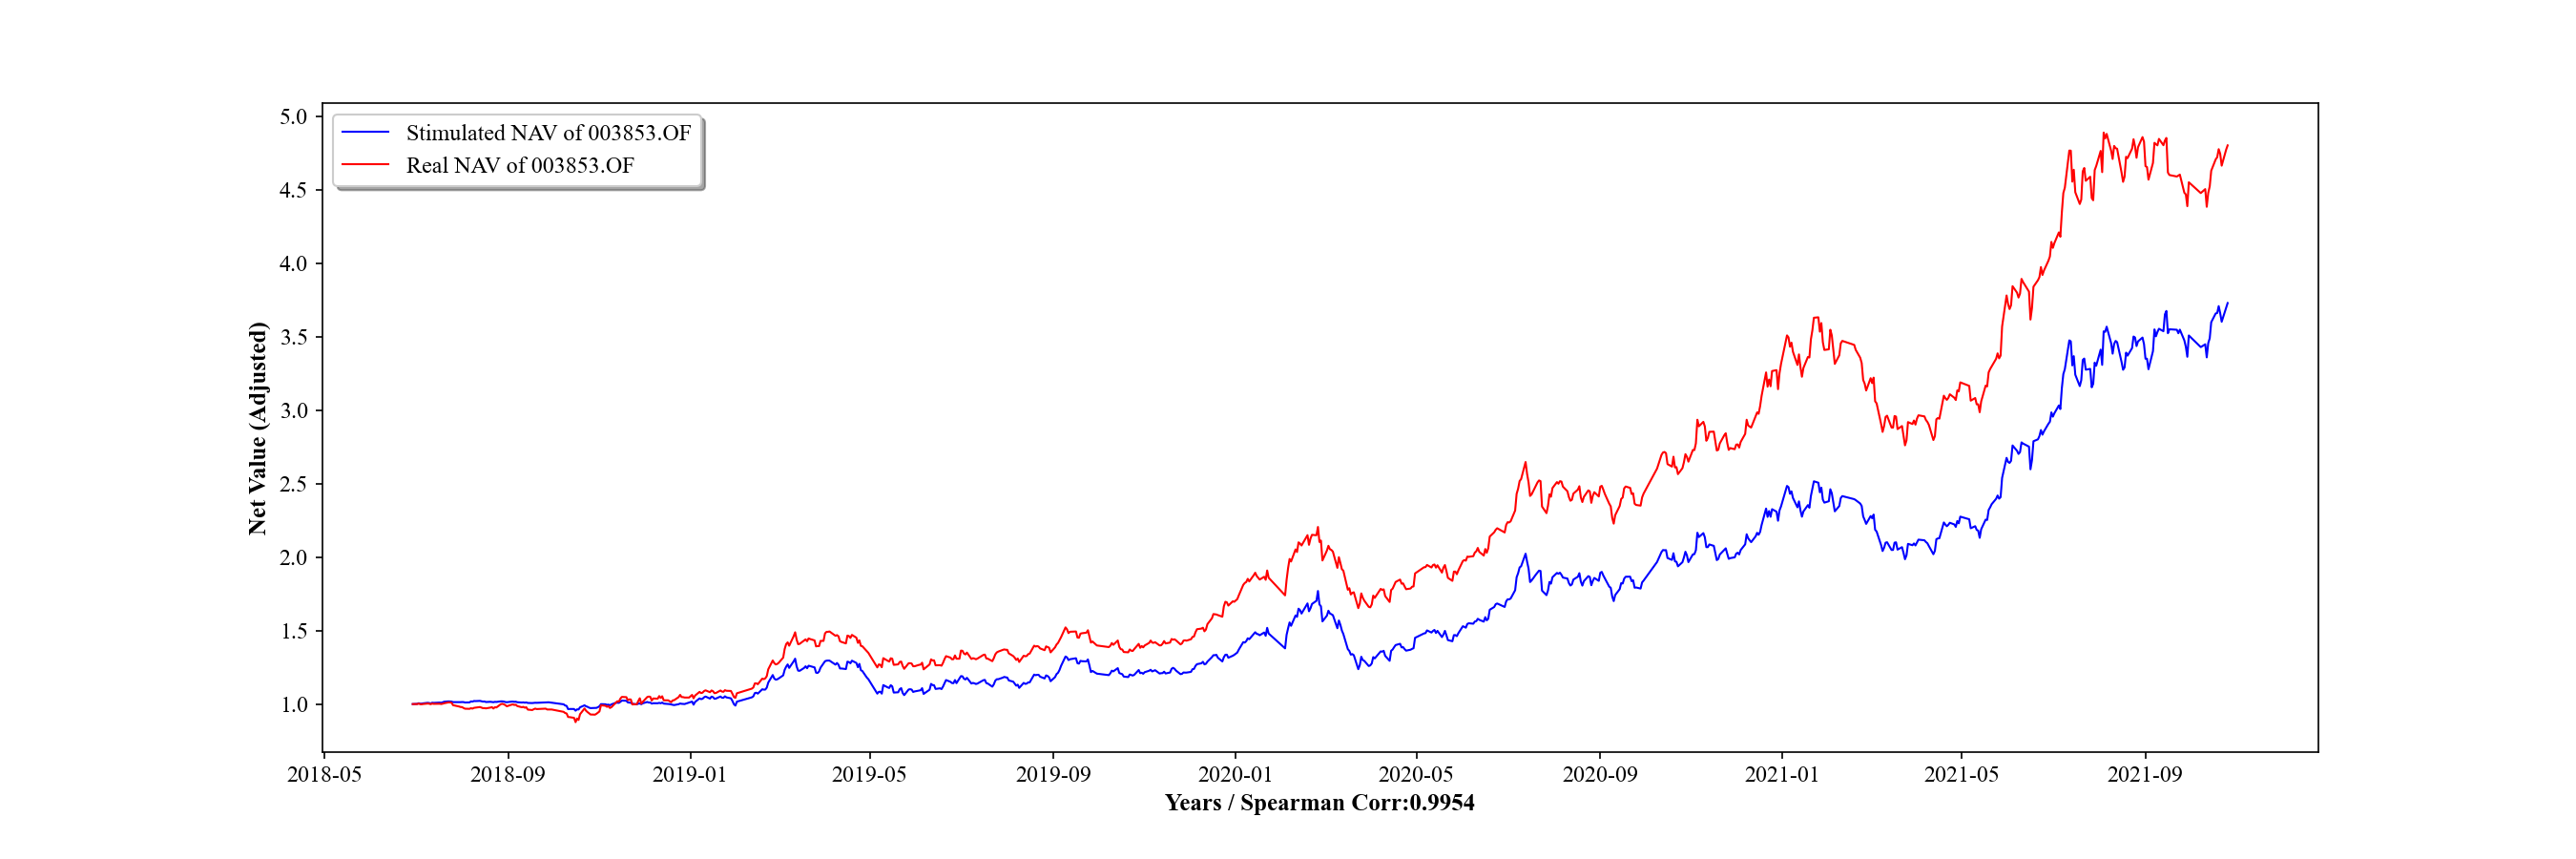 Stimulated NAV of 003853.OF
Real NAV of 003853.OF
Net Value (Adjusted)
5.0
4.5
4.0
3.5
3.0
2.5
2.0
1.5
1.0
2018-05 2018-09 2019-01 2019-05 2019-09 2020-01 2020-05 2020-09 2021-01 2021-05 2021-09
Years / Spearman Corr:0.9954